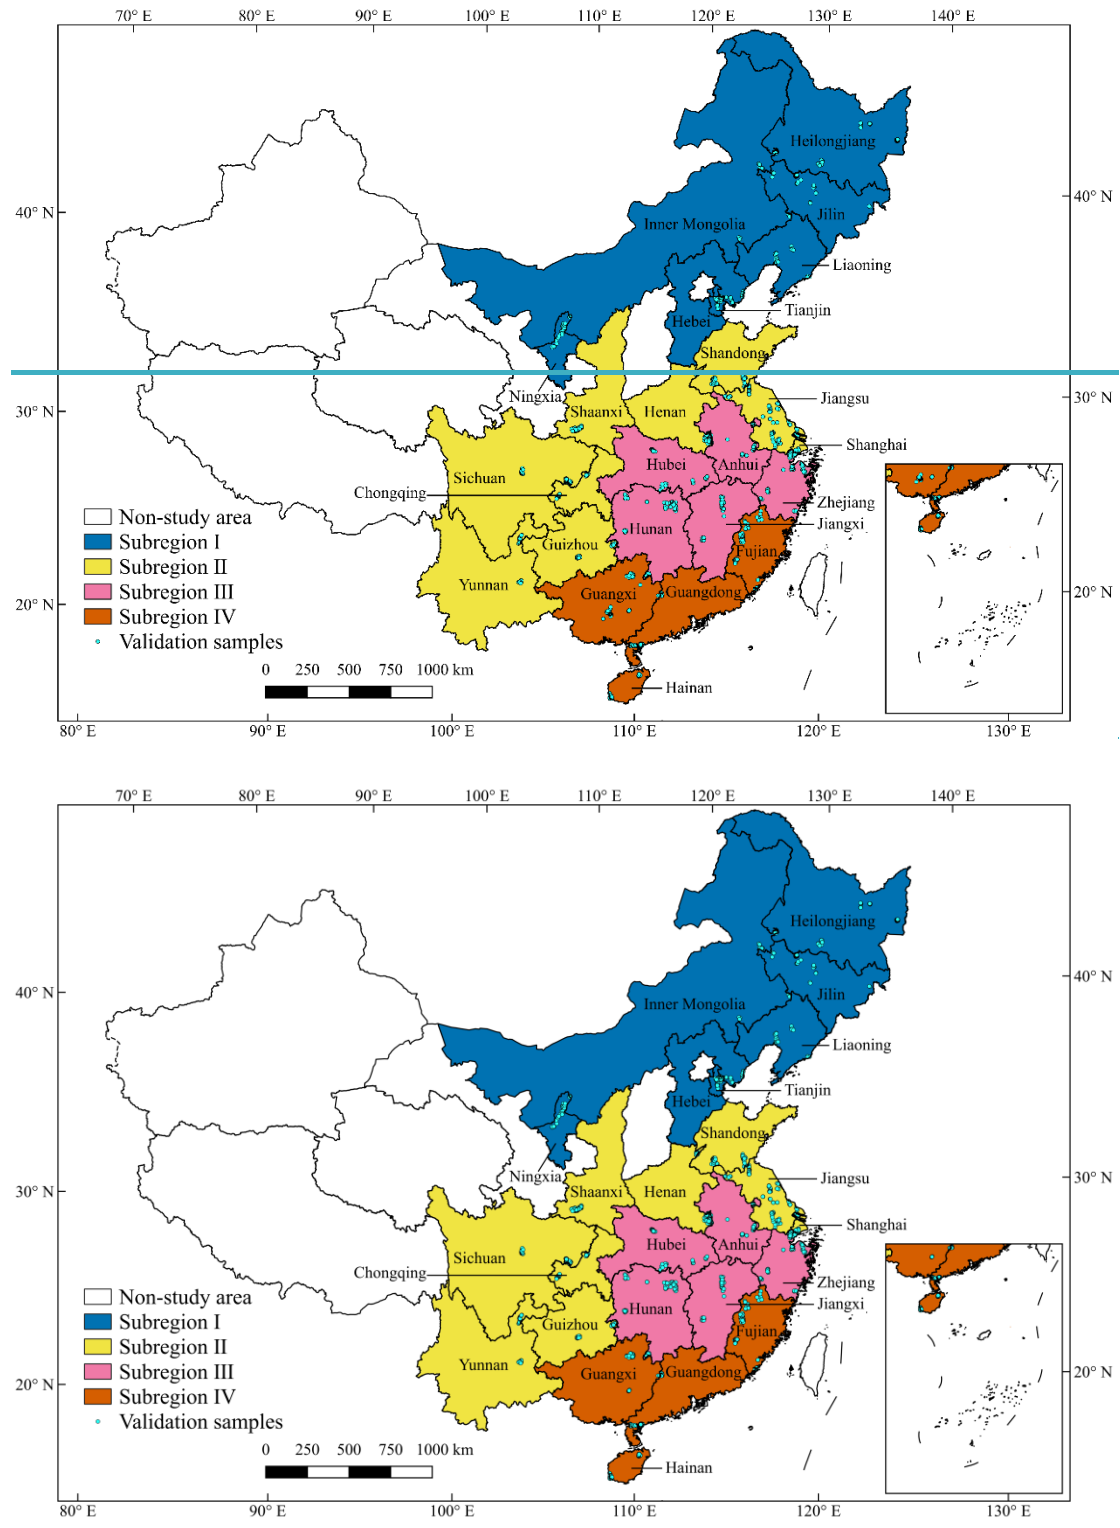 70° E 80° E 90° E 100° E 110° E 120° E 130° E 140° E
Heilongjiang
40° N
40° N
Jilin
Inner Mongolia
Liaoning
Tianjin
Hebei
Shandong
Ningxia
30° N
30° N
Jiangsu
Shaanxi
Henan
Shanghai
Hubei
Anhui
Sichuan
Chongqing
Zhejiang
Jiangxi
Hunan
Guizhou
Fujian
Yunnan
Guangxi
Guangdong
20° N
20° N
Non-study area
Subregion I
Subregion II
Subregion III
Subregion IV
Validation samples
0 250 500 750 1000 km
Hainan
80° E 90° E 100° E 110° E 120° E 130° E
70° E 80° E 90° E 100° E 110° E 120° E 130° E 140° E
Heilongjiang
40° N
40° N
Jilin
Inner Mongolia
Liaoning
Tianjin
Hebei
Shandong
Ningxia
30° N
30° N
Jiangsu
Shaanxi
Henan
Shanghai
Hubei
Anhui
Sichuan
Chongqing
Zhejiang
Jiangxi
Hunan
Guizhou
Fujian
Yunnan
Guangxi
Guangdong
20° N
20° N
Non-study area
Subregion I
Subregion II
Subregion III
Subregion IV
Validation samples
0 250 500 750 1000 km
Hainan
80° E 90° E 100° E 110° E 120° E 130° E